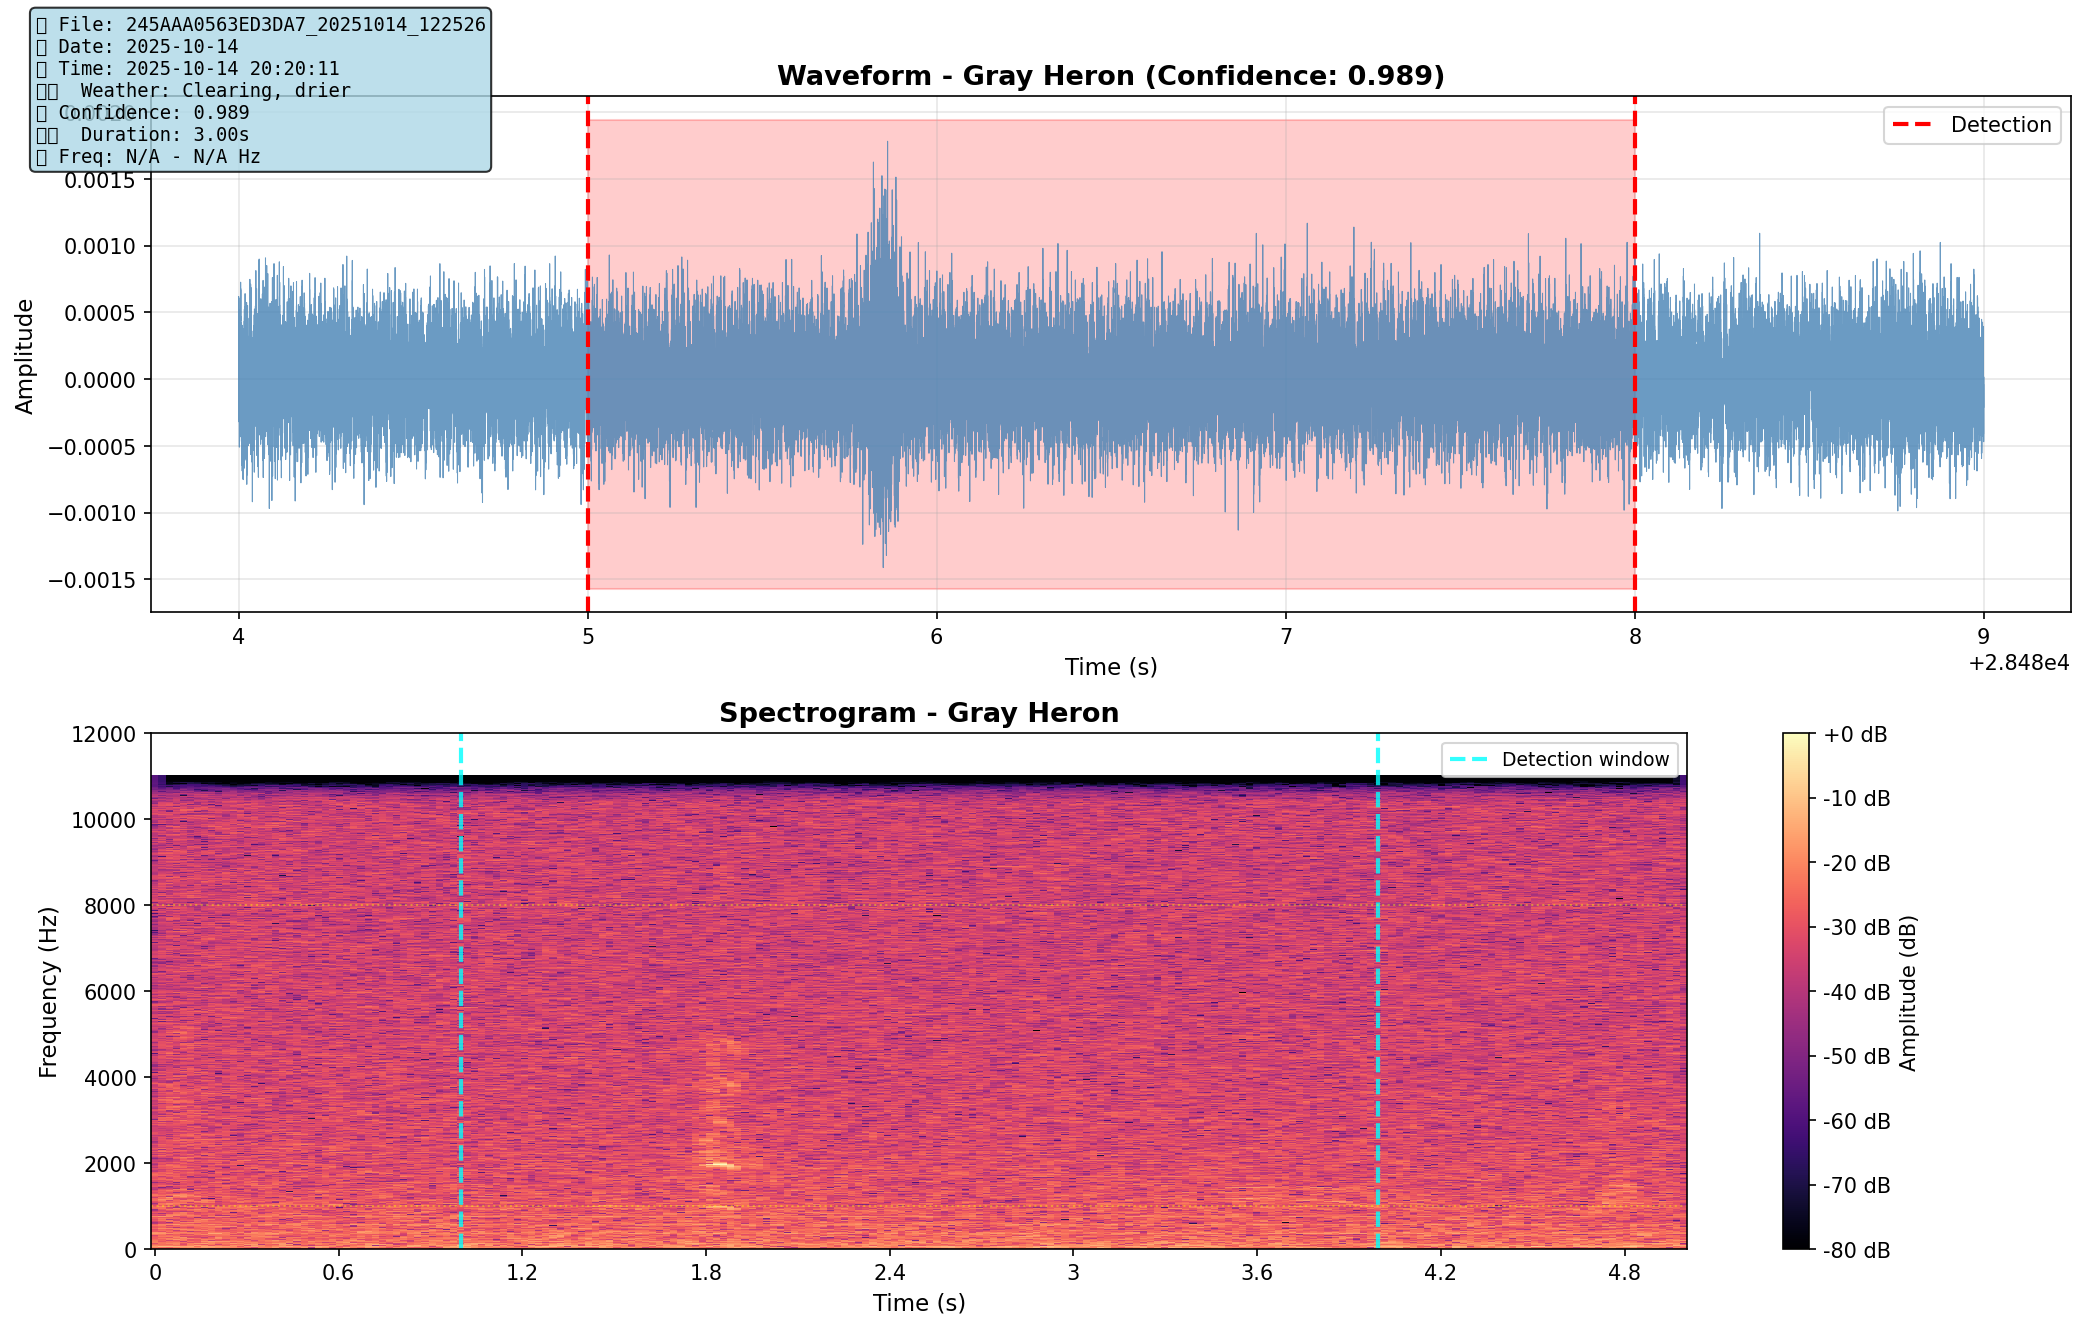 File: 245AAA0563ED3DA7_20251014_122526
Date: 2025-10-14
Time: 2025-10-14 20:20:11
Weather: Clearing, drier
Confidence: 0.989
Duration: 3.00s
Freq: N/A - N/A Hz
Waveform - Gray Heron (Confidence: 0.989)
Detection
0.0015
0.0010
0.0005
0.0000
−0.0005
−0.0010
−0.0015
Amplitude
4 5 6 7 8 9
+2.848e4
Time (s)
Spectrogram - Gray Heron
Detection window
12000
10000
8000
6000
4000
2000
0
Frequency (Hz)
0 0.6 1.2 1.8 2.4 3 3.6 4.2 4.8
Time (s)
+0 dB
-10 dB
-20 dB
-30 dB
-40 dB
-50 dB
-60 dB
-70 dB
-80 dB
Amplitude (dB)